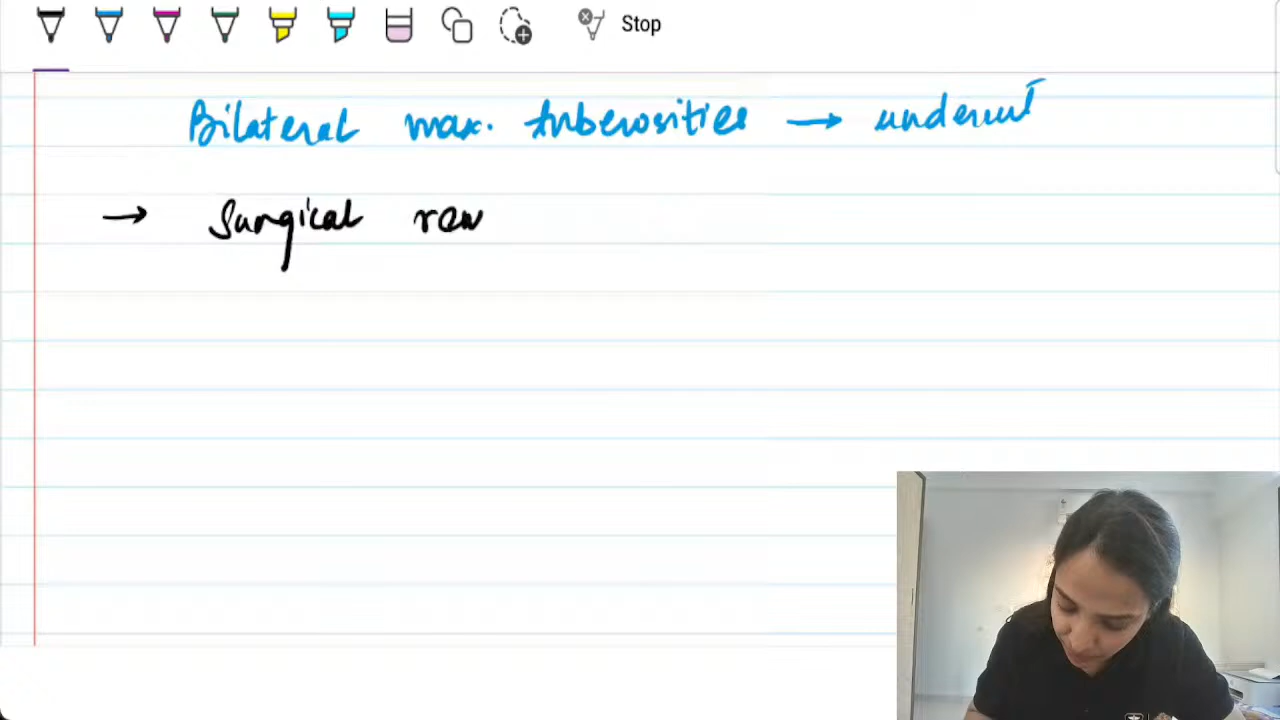 Stop
Bilateral max. tuberosities → undercut
→ Surgical rem